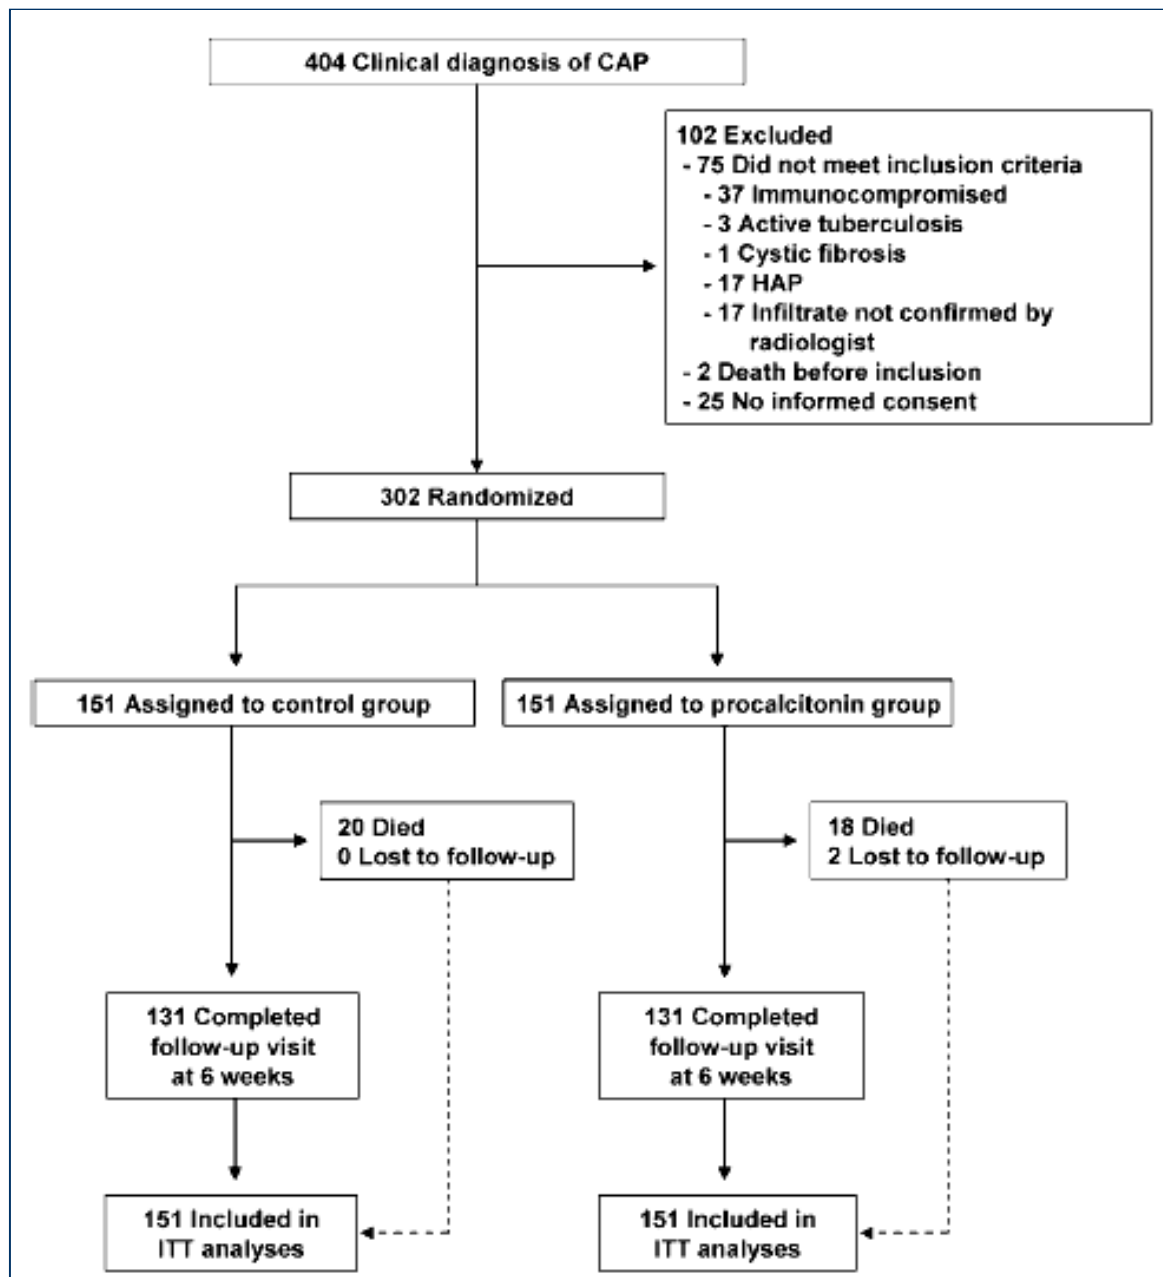 404 Clinical diagnosis of CAP
102 Excluded
- 75 Did not meet inclusion criteria
- 37 Immunocompromised
- 3 Active tuberculosis
- 1 Cystic fibrosis
- 17 HAP
- 17 Infiltrate not confirmed by
radiologist
- 2 Death before inclusion
- 25 No informed consent
302 Randomized
151 Assigned to control group
151 Assigned to procalcitonin group
20 Died
0 Lost to follow-up
18 Died
2 Lost to follow-up
131 Completed
follow-up visit
at 6 weeks
131 Completed
follow-up visit
at 6 weeks
151 Included in
ITT analyses
151 Included in
ITT analyses